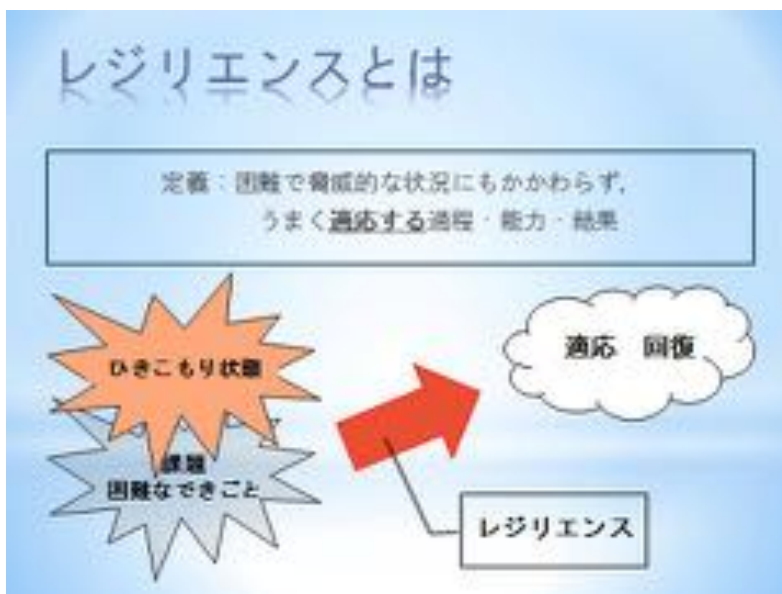 レジリエンスとは
定義：困難で脅威的な状況にもかかわらず,
うまく適応する過程・能力・結果
ひきこもり状態
課題
困難なできごと
適応　回復
レジリエンス